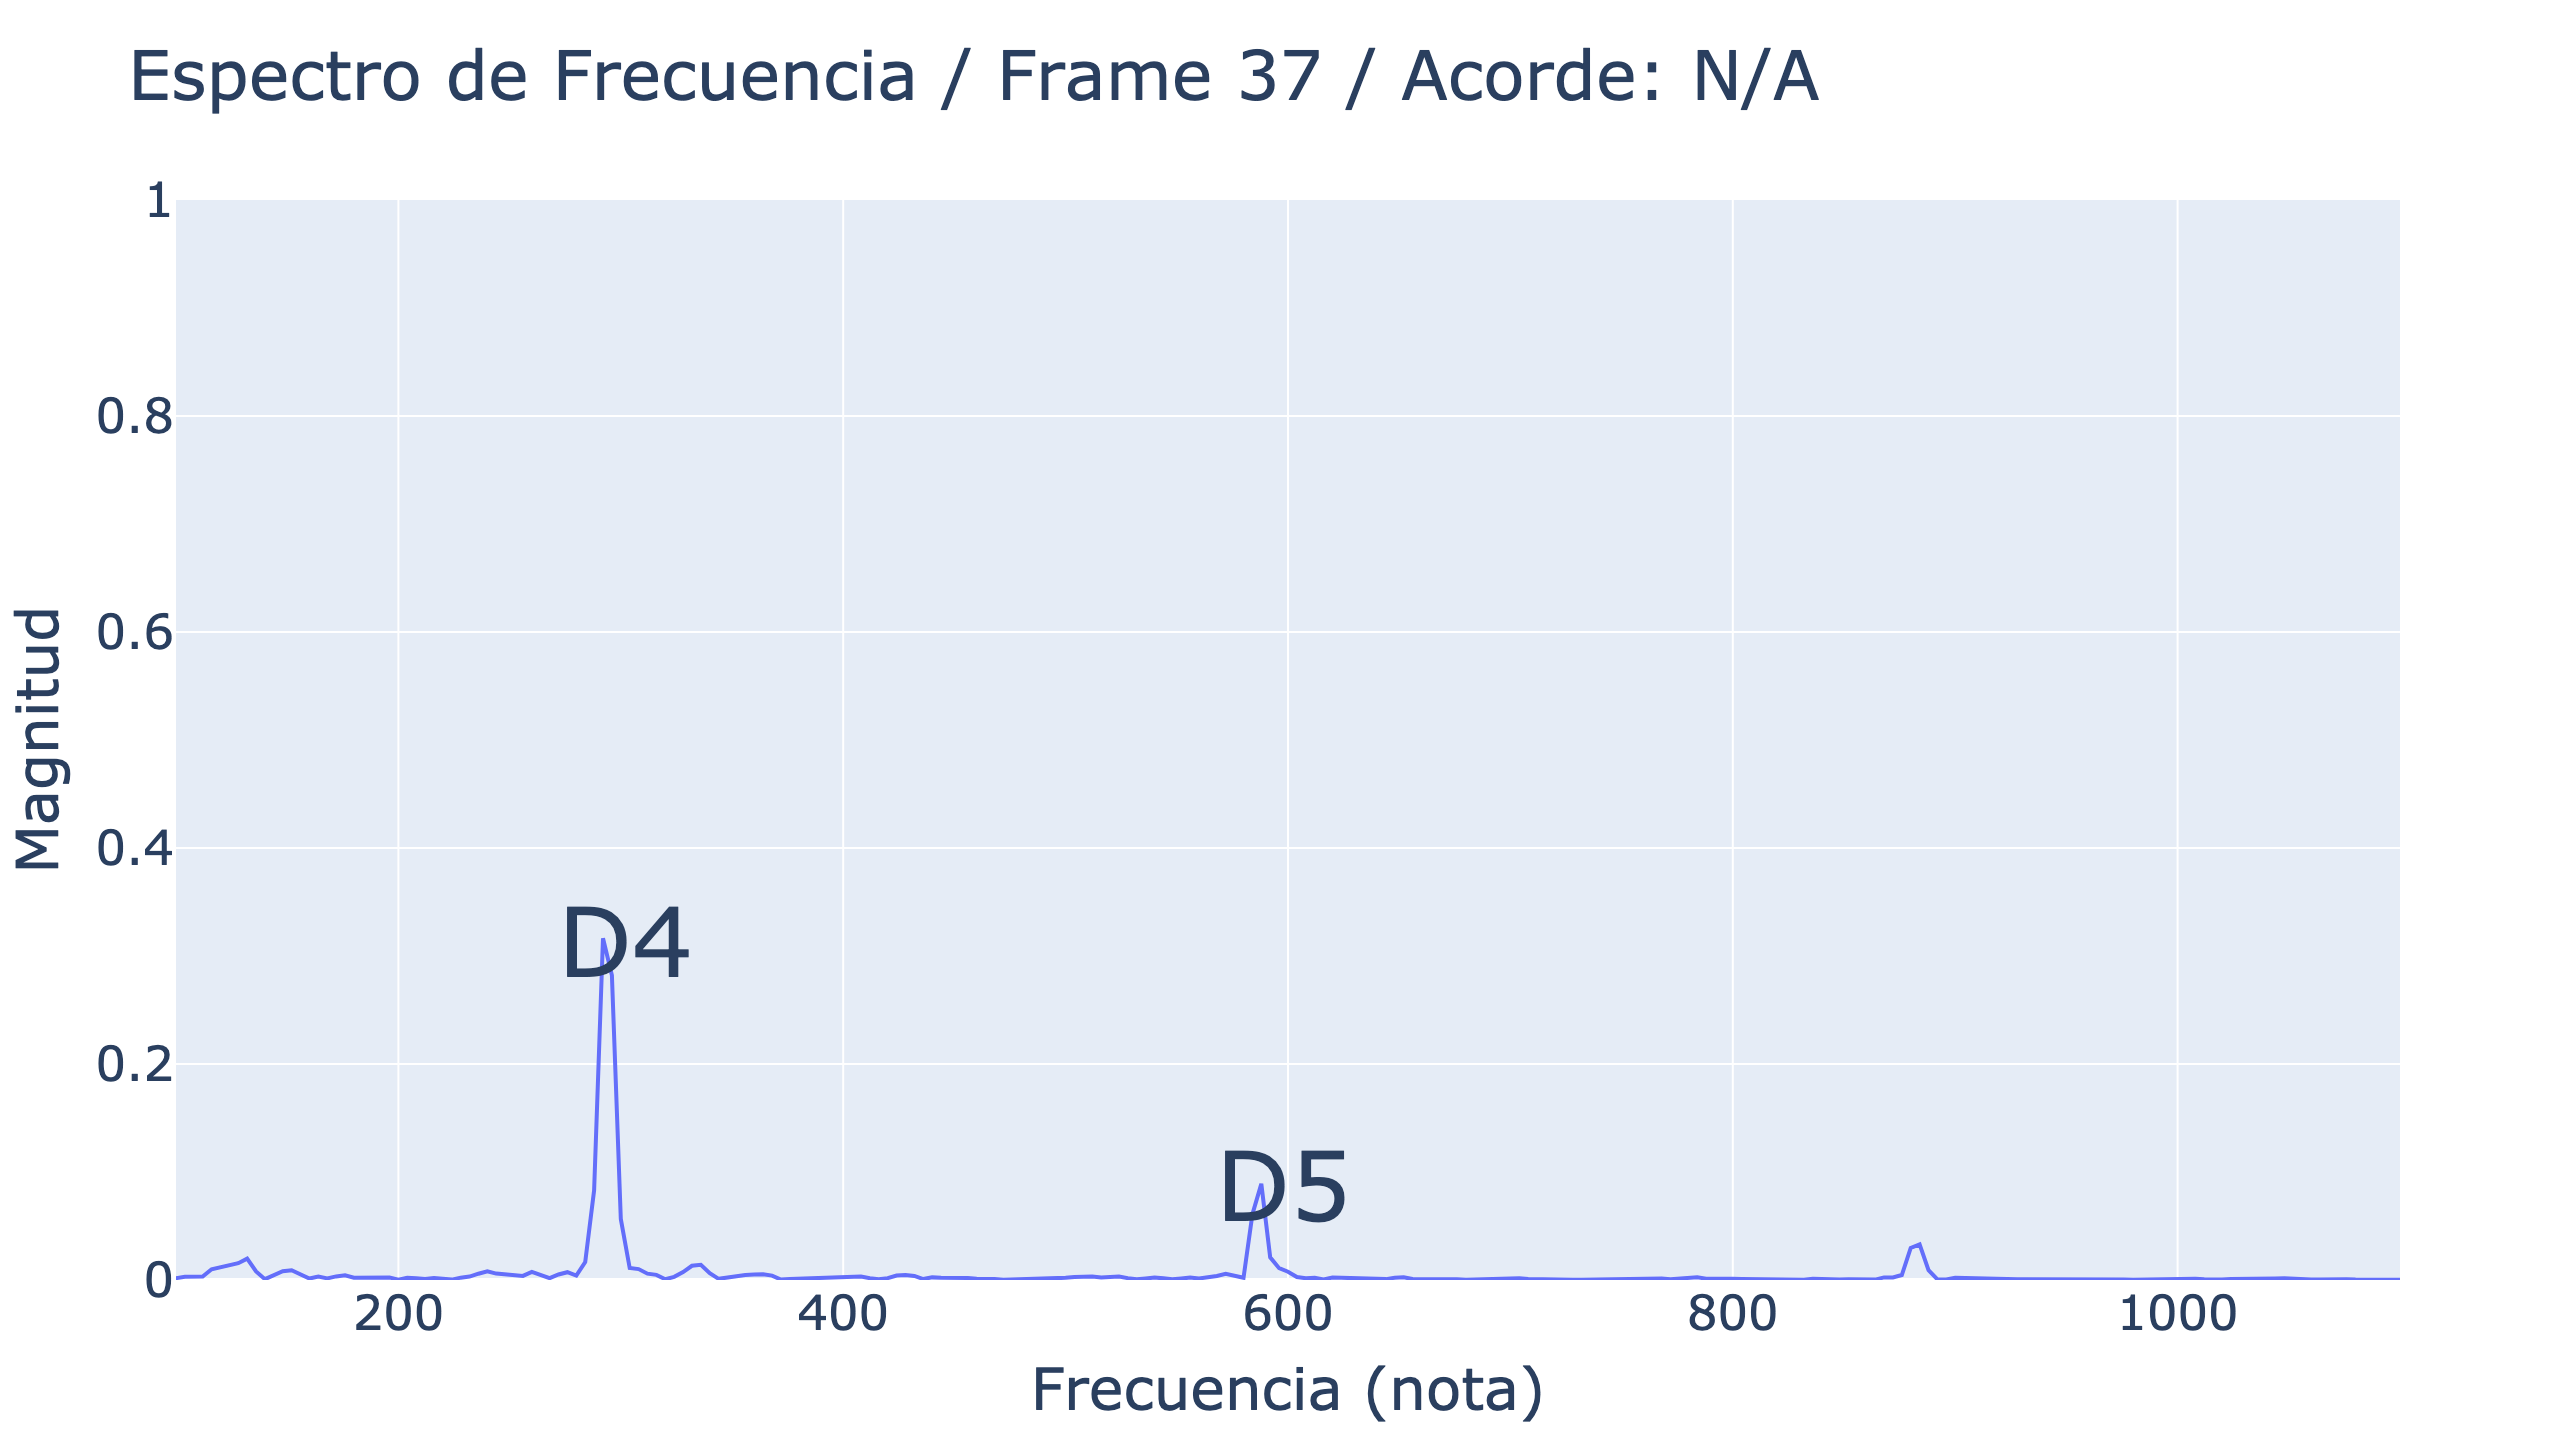 Espectro de Frecuencia / Frame 37 / Acorde: N/A
1
0.8
0.6
0.4
0.2
0
Magnitud
D4
D5
200 400 600 800 1000
Frecuencia (nota)